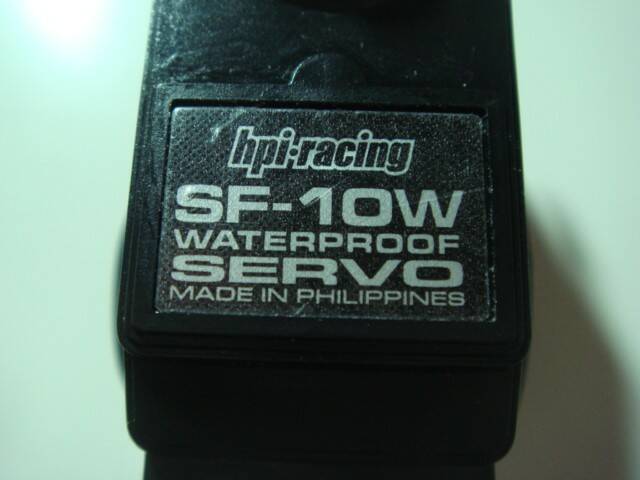 hpi·racing
SF-10W
WATERPROOF
SERVO
MADE IN PHILIPPINES